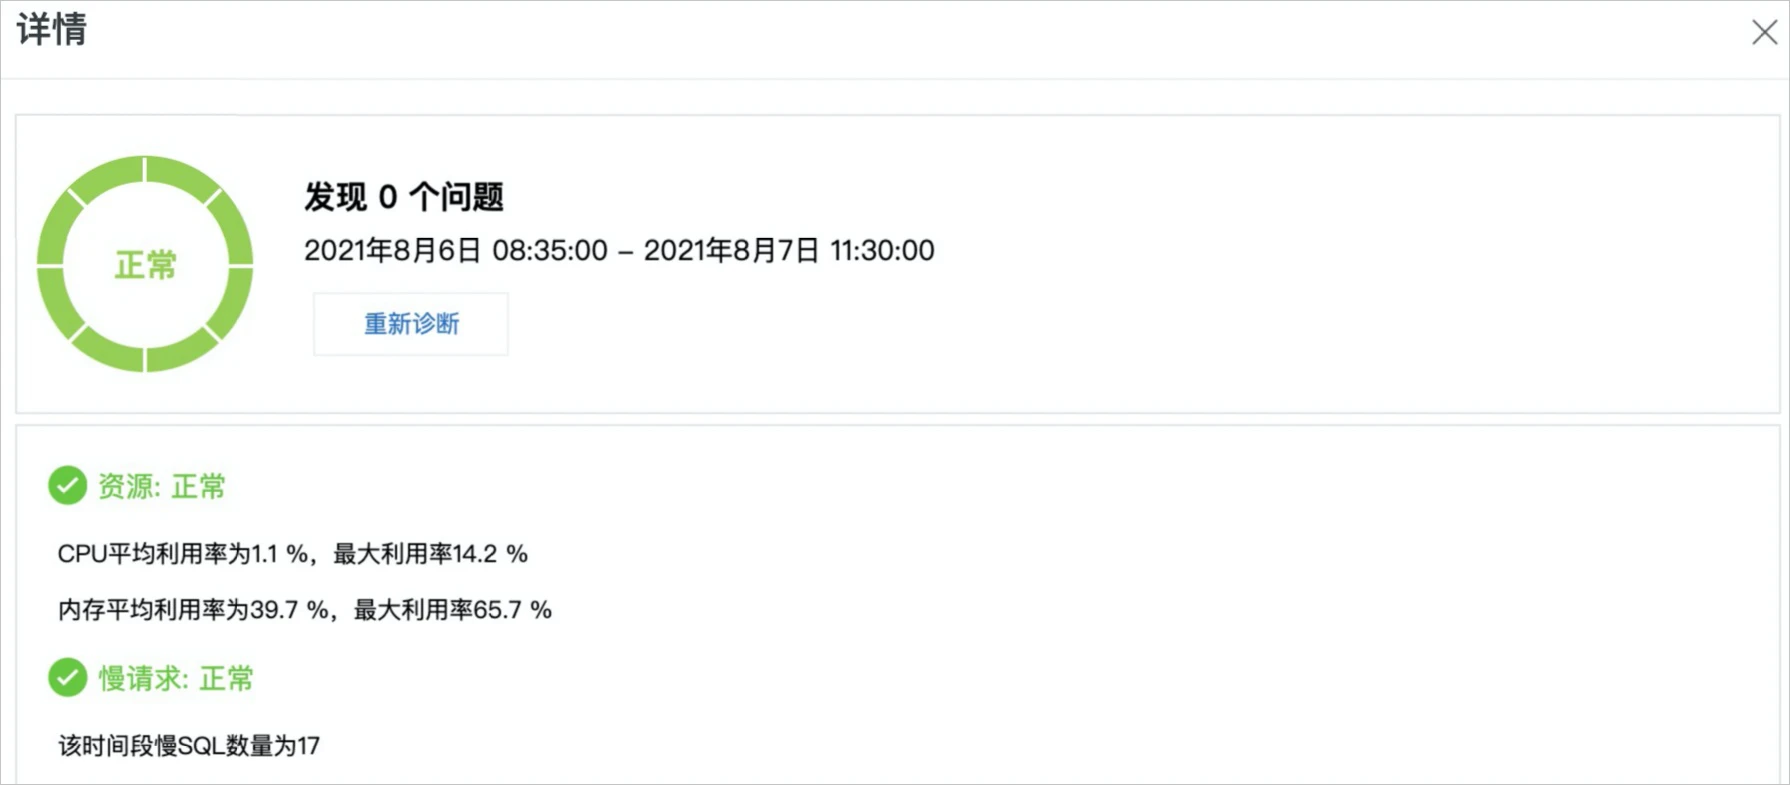 详情
发现 0 个问题
2021年8月6日 08:35:00 – 2021年8月7日 11:30:00
正常
重新诊断
资源: 正常
CPU平均利用率为1.1 %，最大利用率14.2 %
内存平均利用率为39.7 %，最大利用率65.7 %
慢请求: 正常
该时间段慢SQL数量为17